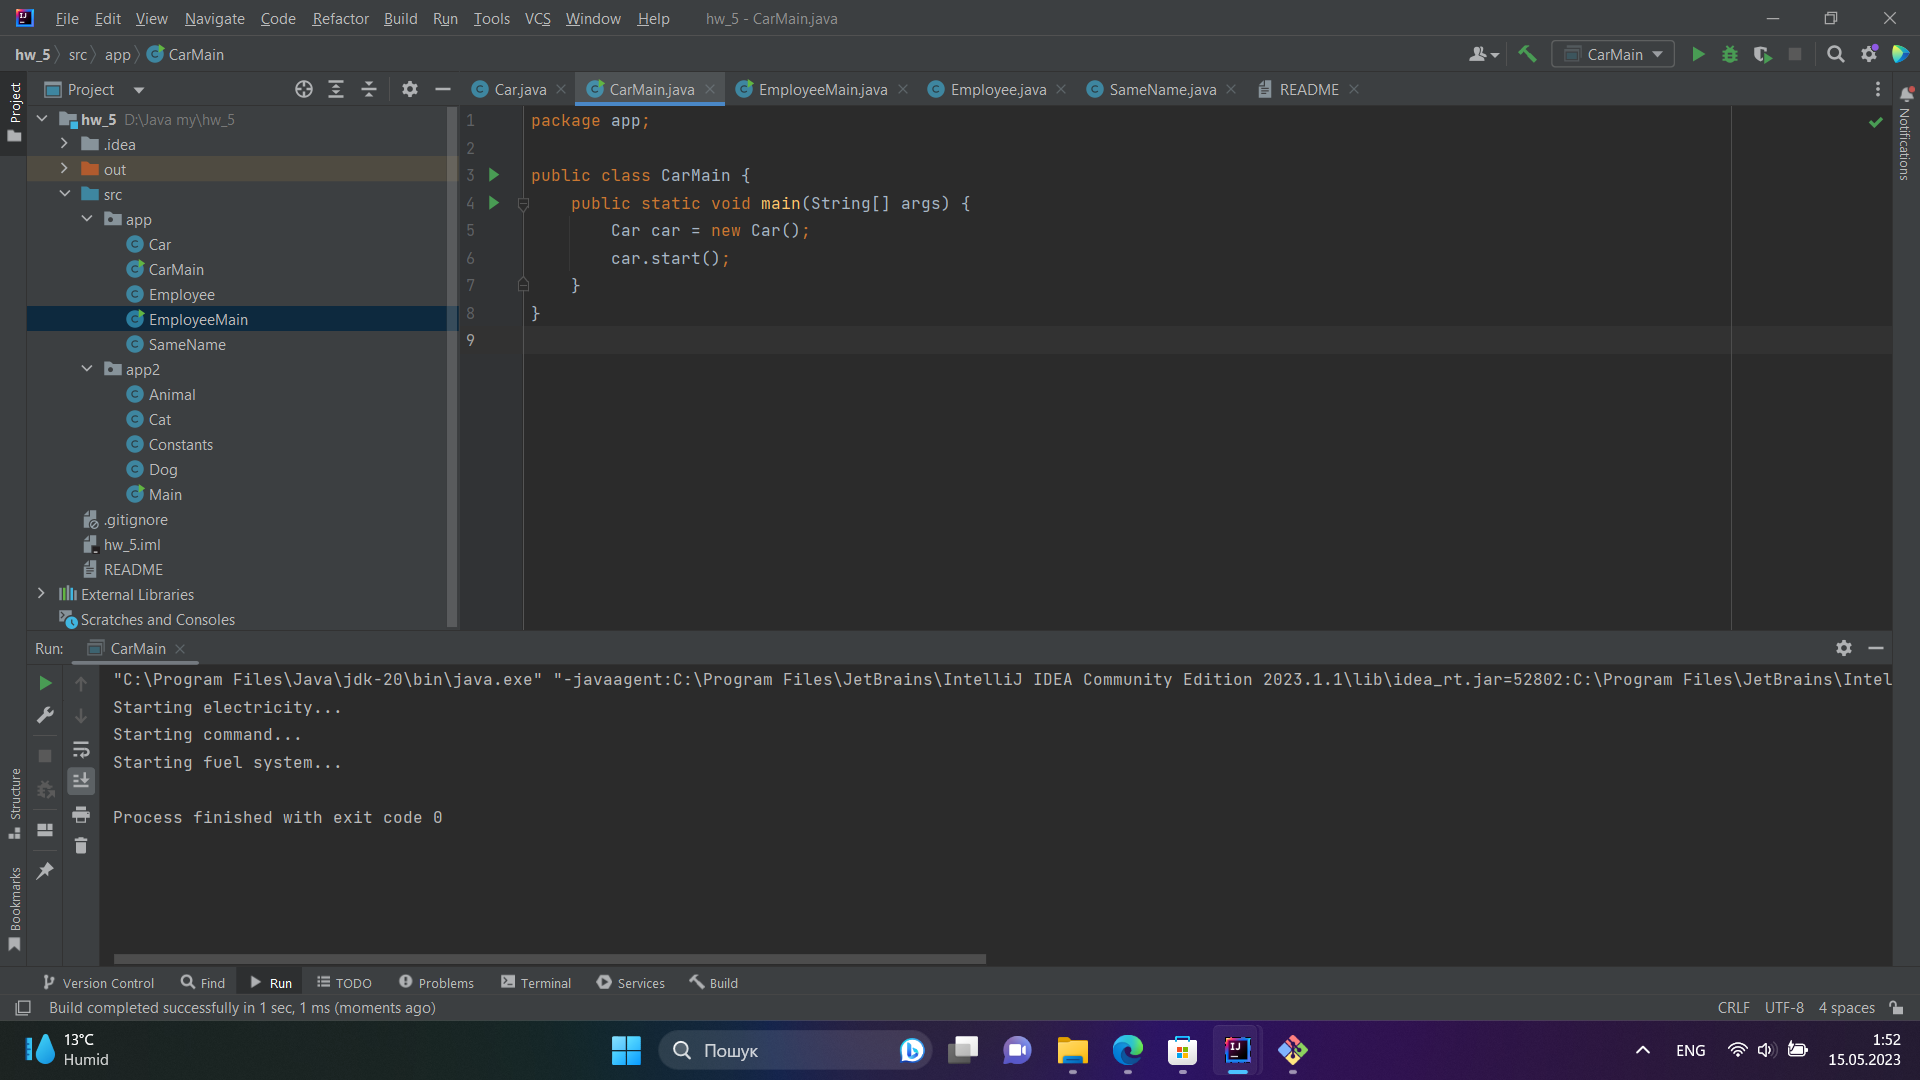 File Edit View Navigate Code Refactor Build Run Tools VCS Window Help hw_5 - CarMain.java
hw_5 src app CarMain
CarMain
Project
Car.java CarMain.java EmployeeMain.java Employee.java SameName.java README
Project
Notifications
hw_5 D:\Java my\hw_5
.idea
out
src
app
Car
CarMain
Employee
EmployeeMain
SameName
app2
Animal
Cat
Constants
Dog
Main
.gitignore
hw_5.iml
README
External Libraries
Scratches and Consoles
1 package app;
2
3 public class CarMain {
4 public static void main(String[] args) {
5 Car car = new Car();
6 car.start();
7 }
8 }
9
Run: CarMain
"C:\Program Files\Java\jdk-20\bin\java.exe" "-javaagent:C:\Program Files\JetBrains\IntelliJ IDEA Community Edition 2023.1.1\lib\idea_rt.jar=52802:C:\Program Files\JetBrains\Intel
Starting electricity...
Starting command...
Starting fuel system...
Process finished with exit code 0
Structure
Bookmarks
Version Control Find Run TODO Problems Terminal Services Build
Build completed successfully in 1 sec, 1 ms (moments ago)
CRLF UTF-8 4 spaces
13°C
Humid
Пошук
ENG
1:52
15.05.2023